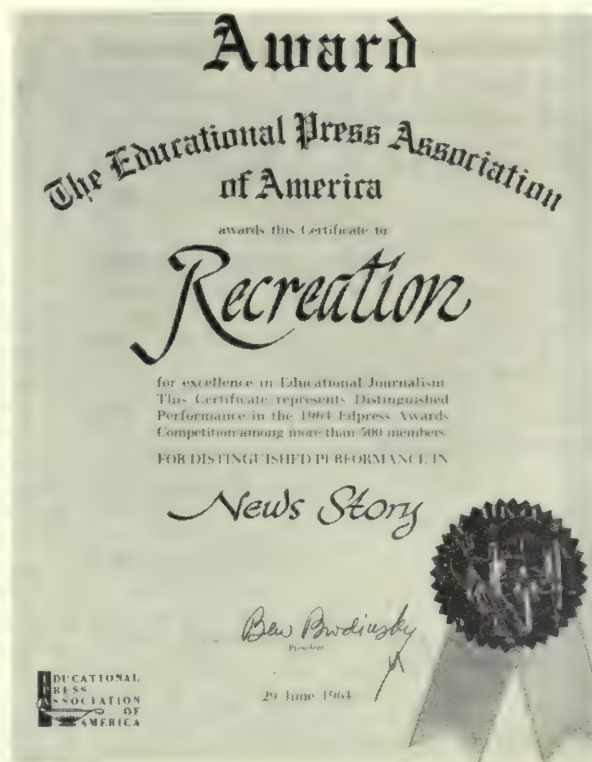 Award
The Educational Press Association
of America
awards this Certificate to
Recreation
for excellence in Educational Journalism
This Certificate represents Distinguished
Performance in the 1964 Edpress Awards
Competition among more than 500 members
FOR DISTINGUISHED PERFORMANCE IN
News Story
Ben Brodinsky
President
29 June 1964
EDUCATIONAL
PRESS
ASSOCIATION
OF
AMERICA